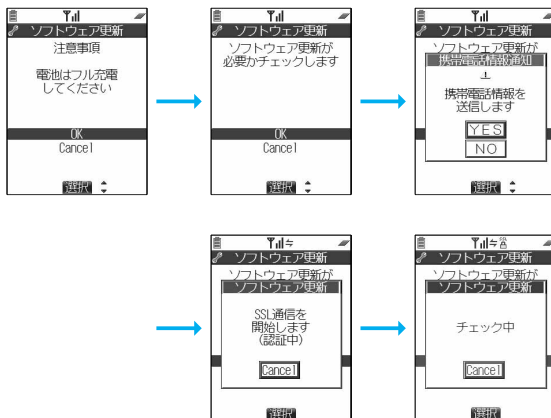 ソフトウェア更新
注意事項
電池はフル充電
してください
OK
Cancel
選択
ソフトウェア更新
ソフトウェア更新が
必要かチェックします
OK
Cancel
選択
ソフトウェア更新
ソフトウェア更新が
携帯電話情報通知
携帯電話情報を
送信します
YES
NO
選択
ソフトウェア更新
ソフトウェア更新が
ソフトウェア更新
SSL通信を
開始します
(認証中)
Cancel
選択
SSL
ソフトウェア更新
ソフトウェア更新が
ソフトウェア更新
チェック中
Cancel
選択